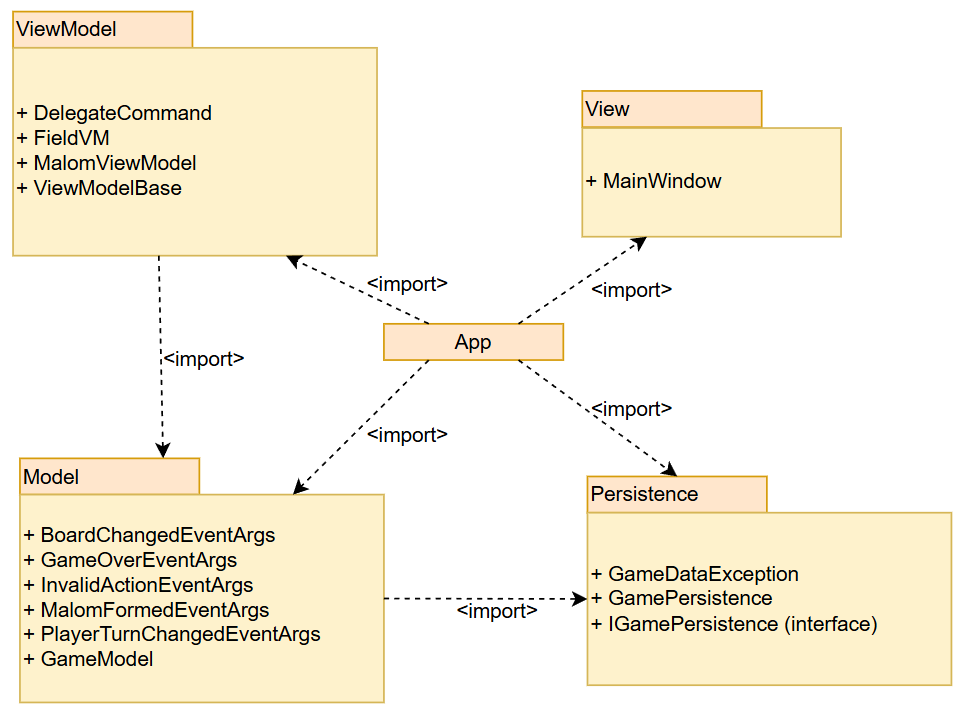 ViewModel
+ DelegateCommand
+ FieldVM
+ MalomViewModel
+ ViewModelBase
View
+ MainWindow
<import>
<import>
App
<import>
<import>
<import>
Model
+ BoardChangedEventArgs
+ GameOverEventArgs
+ InvalidActionEventArgs
+ MalomFormedEventArgs
+ PlayerTurnChangedEventArgs
+ GameModel
<import>
Persistence
+ GameDataException
+ GamePersistence
+ IGamePersistence (interface)